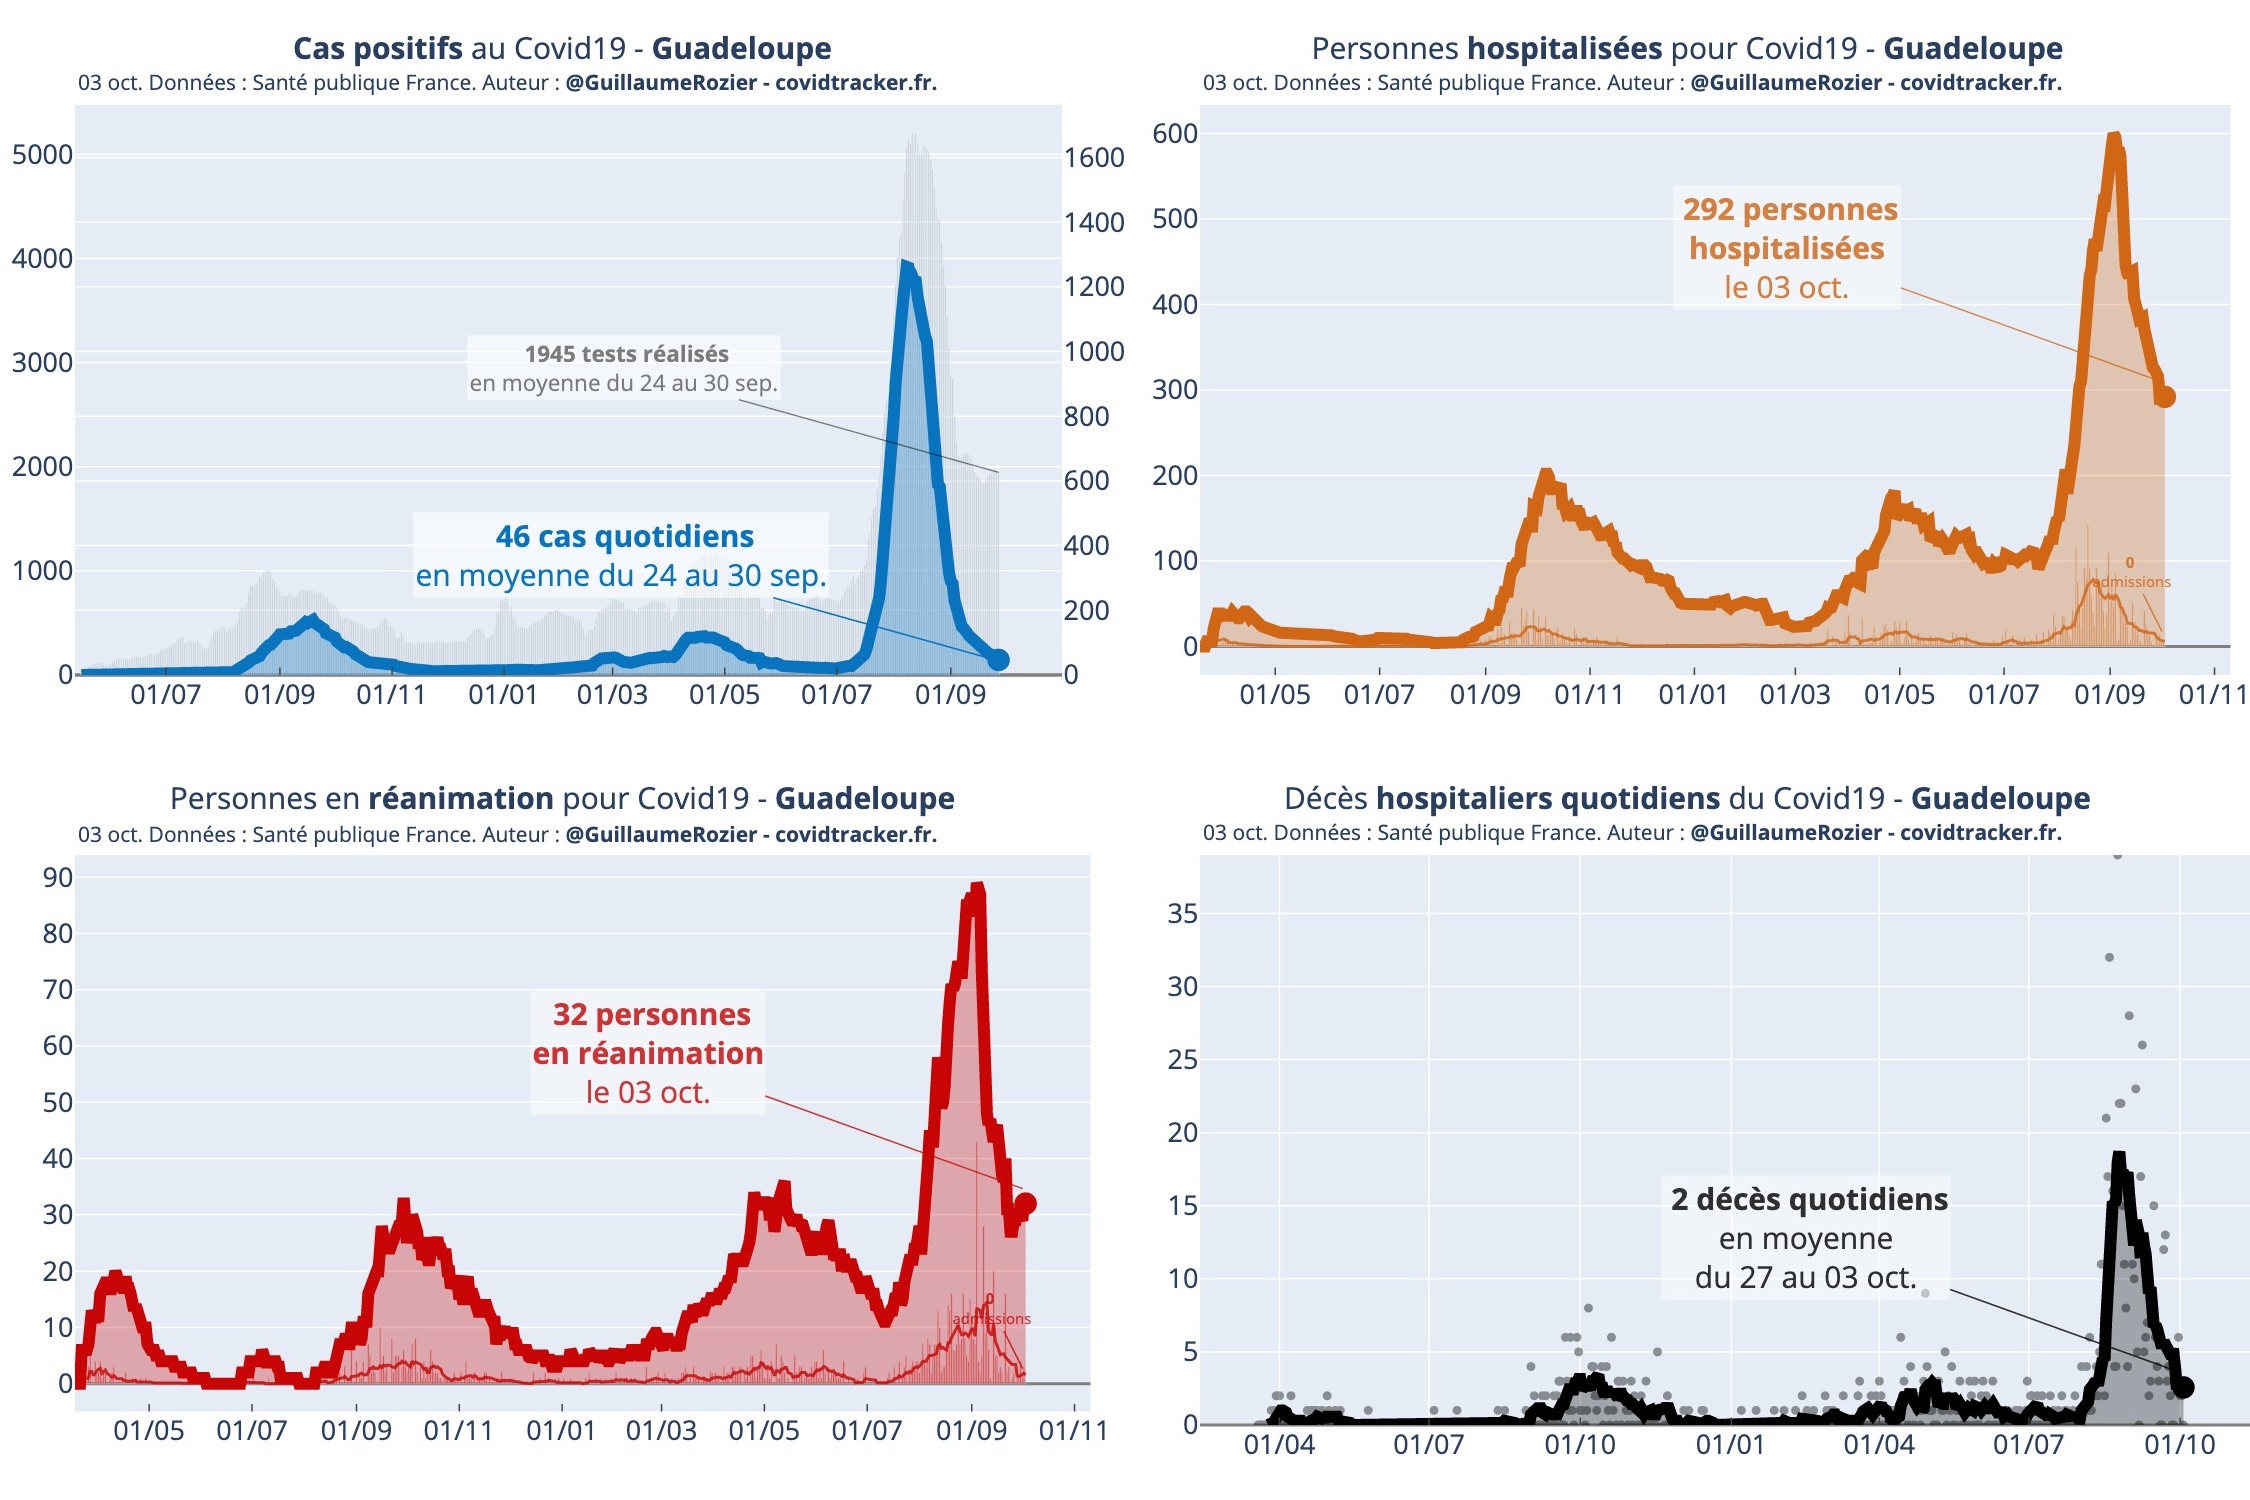 Cas positifs au Covid19 - Guadeloupe
03 oct. Données : Santé publique France. Auteur : @GuillaumeRozier - covidtracker.fr.
5000
4000
3000
2000
1000
0
1600
1400
1200
1000
800
600
400
200
0
1945 tests réalisés
en moyenne du 24 au 30 sep.
46 cas quotidiens
en moyenne du 24 au 30 sep.
01/07 01/09 01/11 01/01 01/03 01/05 01/07 01/09
Personnes hospitalisées pour Covid19 - Guadeloupe
03 oct. Données : Santé publique France. Auteur : @GuillaumeRozier - covidtracker.fr.
600
500
400
300
200
100
0
292 personnes
hospitalisées
le 03 oct.
0
admissions
01/05 01/07 01/09 01/11 01/01 01/03 01/05 01/07 01/09 01/11
Personnes en réanimation pour Covid19 - Guadeloupe
03 oct. Données : Santé publique France. Auteur : @GuillaumeRozier - covidtracker.fr.
90
80
70
60
50
40
30
20
10
0
32 personnes
en réanimation
le 03 oct.
0
admissions
01/05 01/07 01/09 01/11 01/01 01/03 01/05 01/07 01/09 01/11
Décès hospitaliers quotidiens du Covid19 - Guadeloupe
03 oct. Données : Santé publique France. Auteur : @GuillaumeRozier - covidtracker.fr.
35
30
25
20
15
10
5
0
2 décès quotidiens
en moyenne
du 27 au 03 oct.
01/04 01/07 01/10 01/01 01/04 01/07 01/10